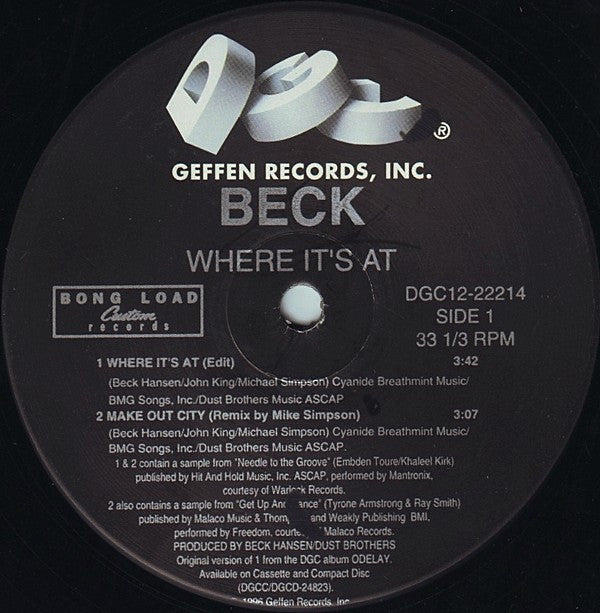 DGC ®
GEFFEN RECORDS, INC.
BECK
WHERE IT'S AT
BONG LOAD
Custom
records
DGC12-22214
SIDE 1
33 1/3 RPM
1 WHERE IT'S AT (Edit) 3:42
(Beck Hansen/John King/Michael Simpson) Cyanide Breathmint Music/
BMG Songs, Inc./Dust Brothers Music ASCAP
2 MAKE OUT CITY (Remix by Mike Simpson) 3:07
(Beck Hansen/John King/Michael Simpson) Cyanide Breathmint Music/
BMG Songs, Inc./Dust Brothers Music ASCAP.
1 & 2 contain a sample from "Needle to the Groove" (Embden Toure/Khaleel Kirk)
published by Hit And Hold Music, Inc. ASCAP, performed by Mantronix,
courtesy of Warlock Records.
2 also contains a sample from "Get Up And Dance" (Tyrone Armstrong & Ray Smith)
published by Malaco Music & and Weakly Publishing BMI,
performed by Freedom, Malaco Records.
PRODUCED BY BECK HANSEN/DUST BROTHERS
Original version of 1 from the DGC album ODELAY.
Available on Cassette and Compact Disc
(DGCC/DGCD-24823).
1996 Geffen Records, Inc.